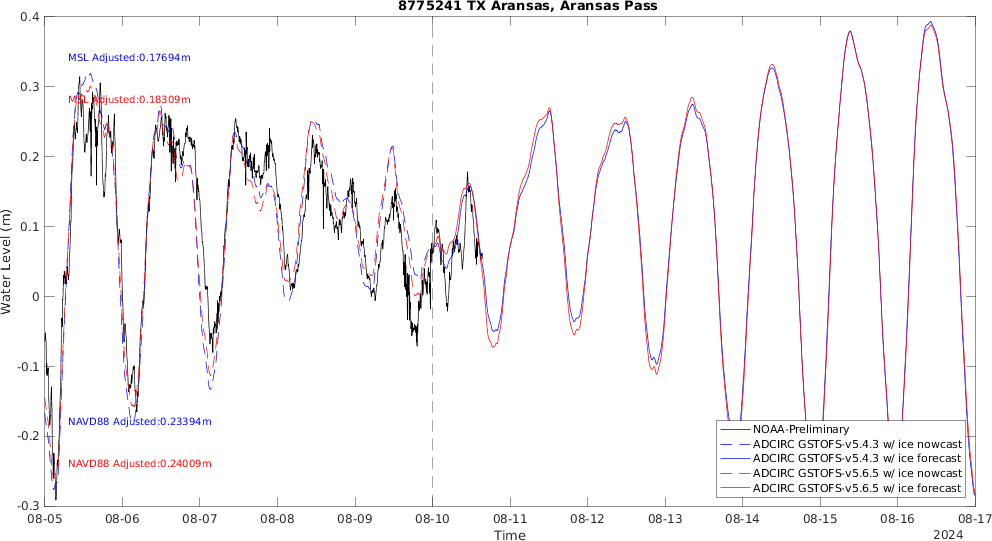 8775241 TX Aransas, Aransas Pass
0.4
0.3
0.2
0.1
0
-0.1
-0.2
-0.3
Water Level (m)
MSL Adjusted:0.17694m
MSL Adjusted:0.18309m
NAVD88 Adjusted:0.23394m
NAVD88 Adjusted:0.24009m
NOAA-Preliminary
ADCIRC GSTOFS-v5.4.3 w/ ice nowcast
ADCIRC GSTOFS-v5.4.3 w/ ice forecast
ADCIRC GSTOFS-v5.6.5 w/ ice nowcast
ADCIRC GSTOFS-v5.6.5 w/ ice forecast
08-05 08-06 08-07 08-08 08-09 08-10 08-11 08-12 08-13 08-14 08-15 08-16 08-17
Time
2024